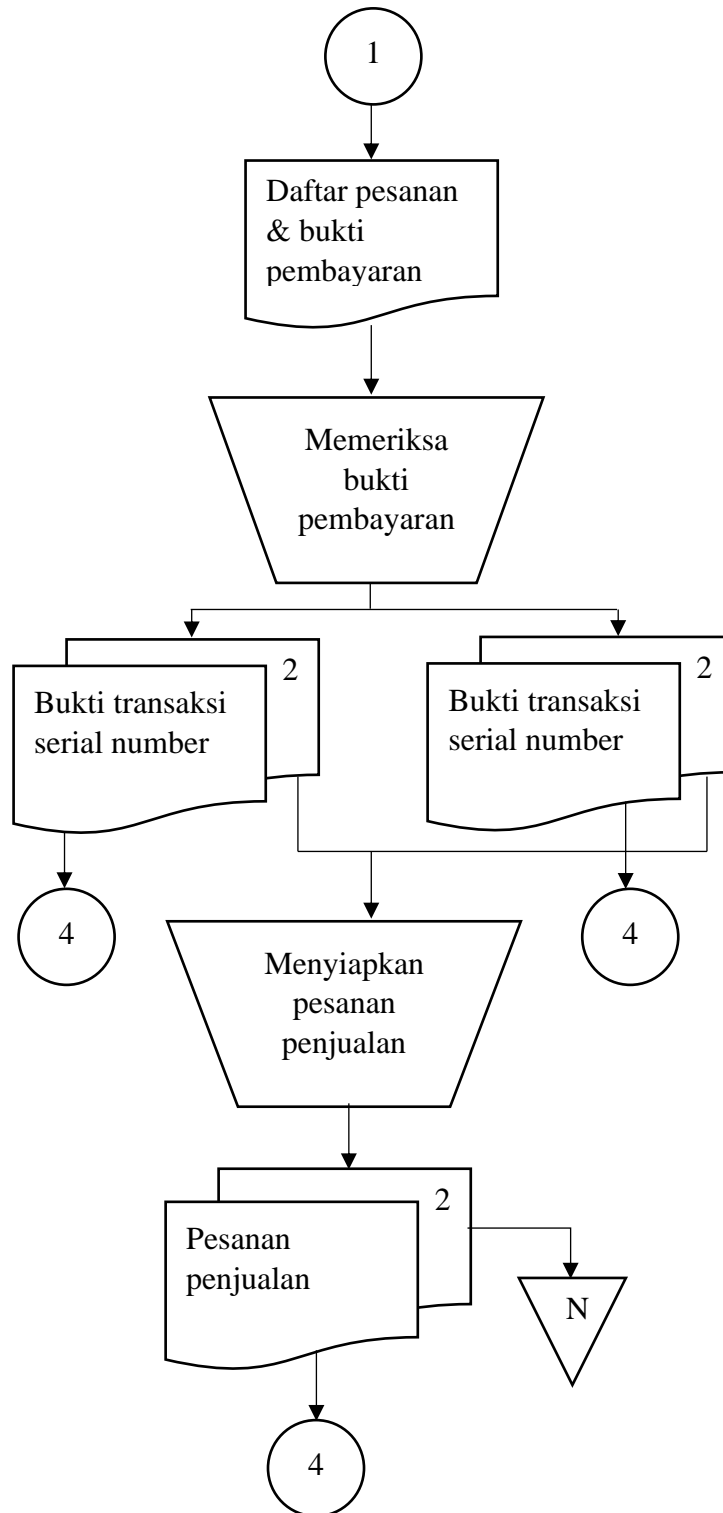 1
Daftar pesanan
& bukti
pembayaran
Memeriksa
bukti
pembayaran
2
Bukti transaksi
serial number
2
Bukti transaksi
serial number
4
4
Menyiapkan
pesanan
penjualan
2
Pesanan
penjualan
N
4